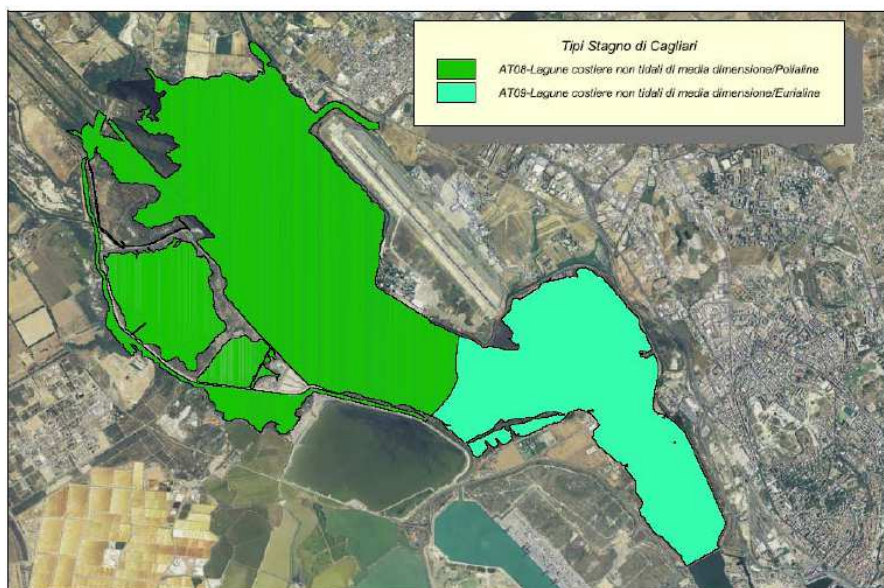 Tipi Stagno di Cagliari
AT08-Lagune costiere non tidali di media dimensione/Polialine
AT09-Lagune costiere non tidali di media dimensione/Eurialine